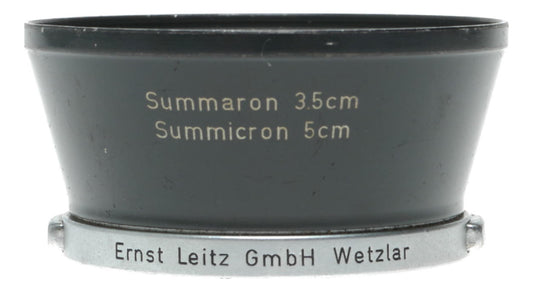 Summaron 3.5cm
Summicron 5cm
Ernst Leitz GmbH Wetzlar